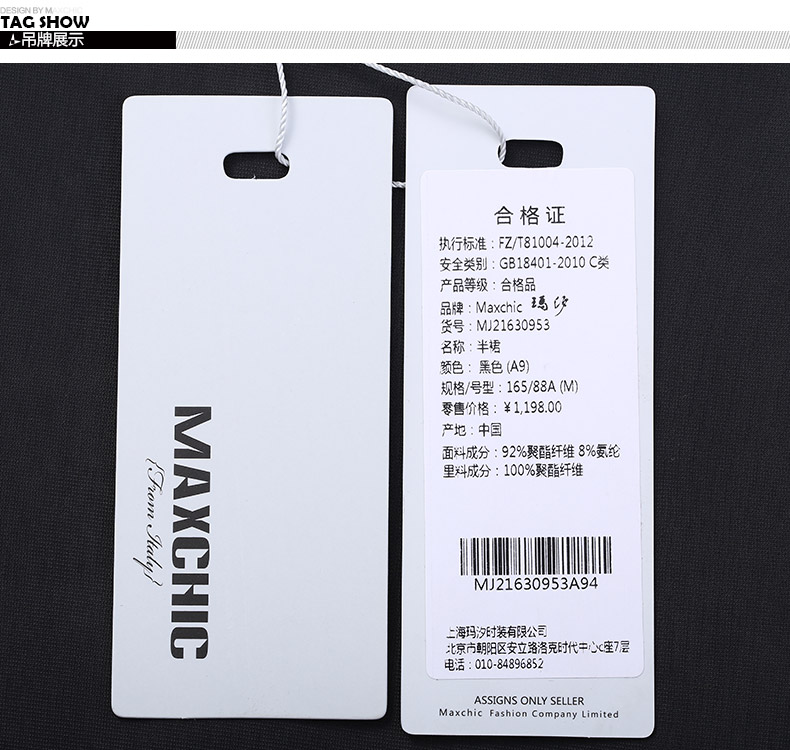 DESIGN BY MAXCHIC
TAG SHOW
吊牌展示
MAXCHIC
{From Italy}
合格证
执行标准：FZ/T81004-2012
安全类别：GB18401-2010 C类
产品等级：合格品
品牌：Maxchic 玛汐
货号：MJ21630953
名称：半裙
颜色：黑色 (A9)
规格/号型：165/88A (M)
零售价格：￥1,198.00
产地：中国
面料成分：92%聚酯纤维 8%氨纶
里料成分：100%聚酯纤维
MJ21630953A94
上海玛汐时装有限公司
北京市朝阳区安立路洛克时代中心c座7层
电话：010-84896852
ASSIGNS ONLY SELLER
Maxchic Fashion Company Limited